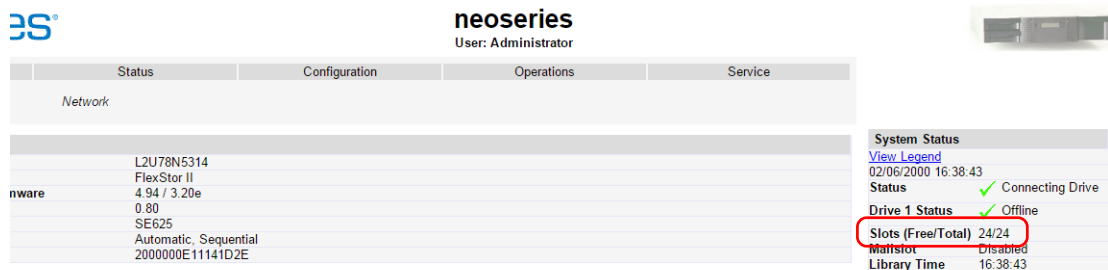 es®
neoseries
User: Administrator
Status Configuration Operations Service
Network
L2U78N5314
FlexStor II
mware 4.94 / 3.20e
0.80
SE625
Automatic, Sequential
2000000E11141D2E
System Status
View Legend
02/06/2000 16:38:43
Status Connecting Drive
Drive 1 Status Offline
Slots (Free/Total) 24/24
Mailslot Disabled
Library Time 16:38:43